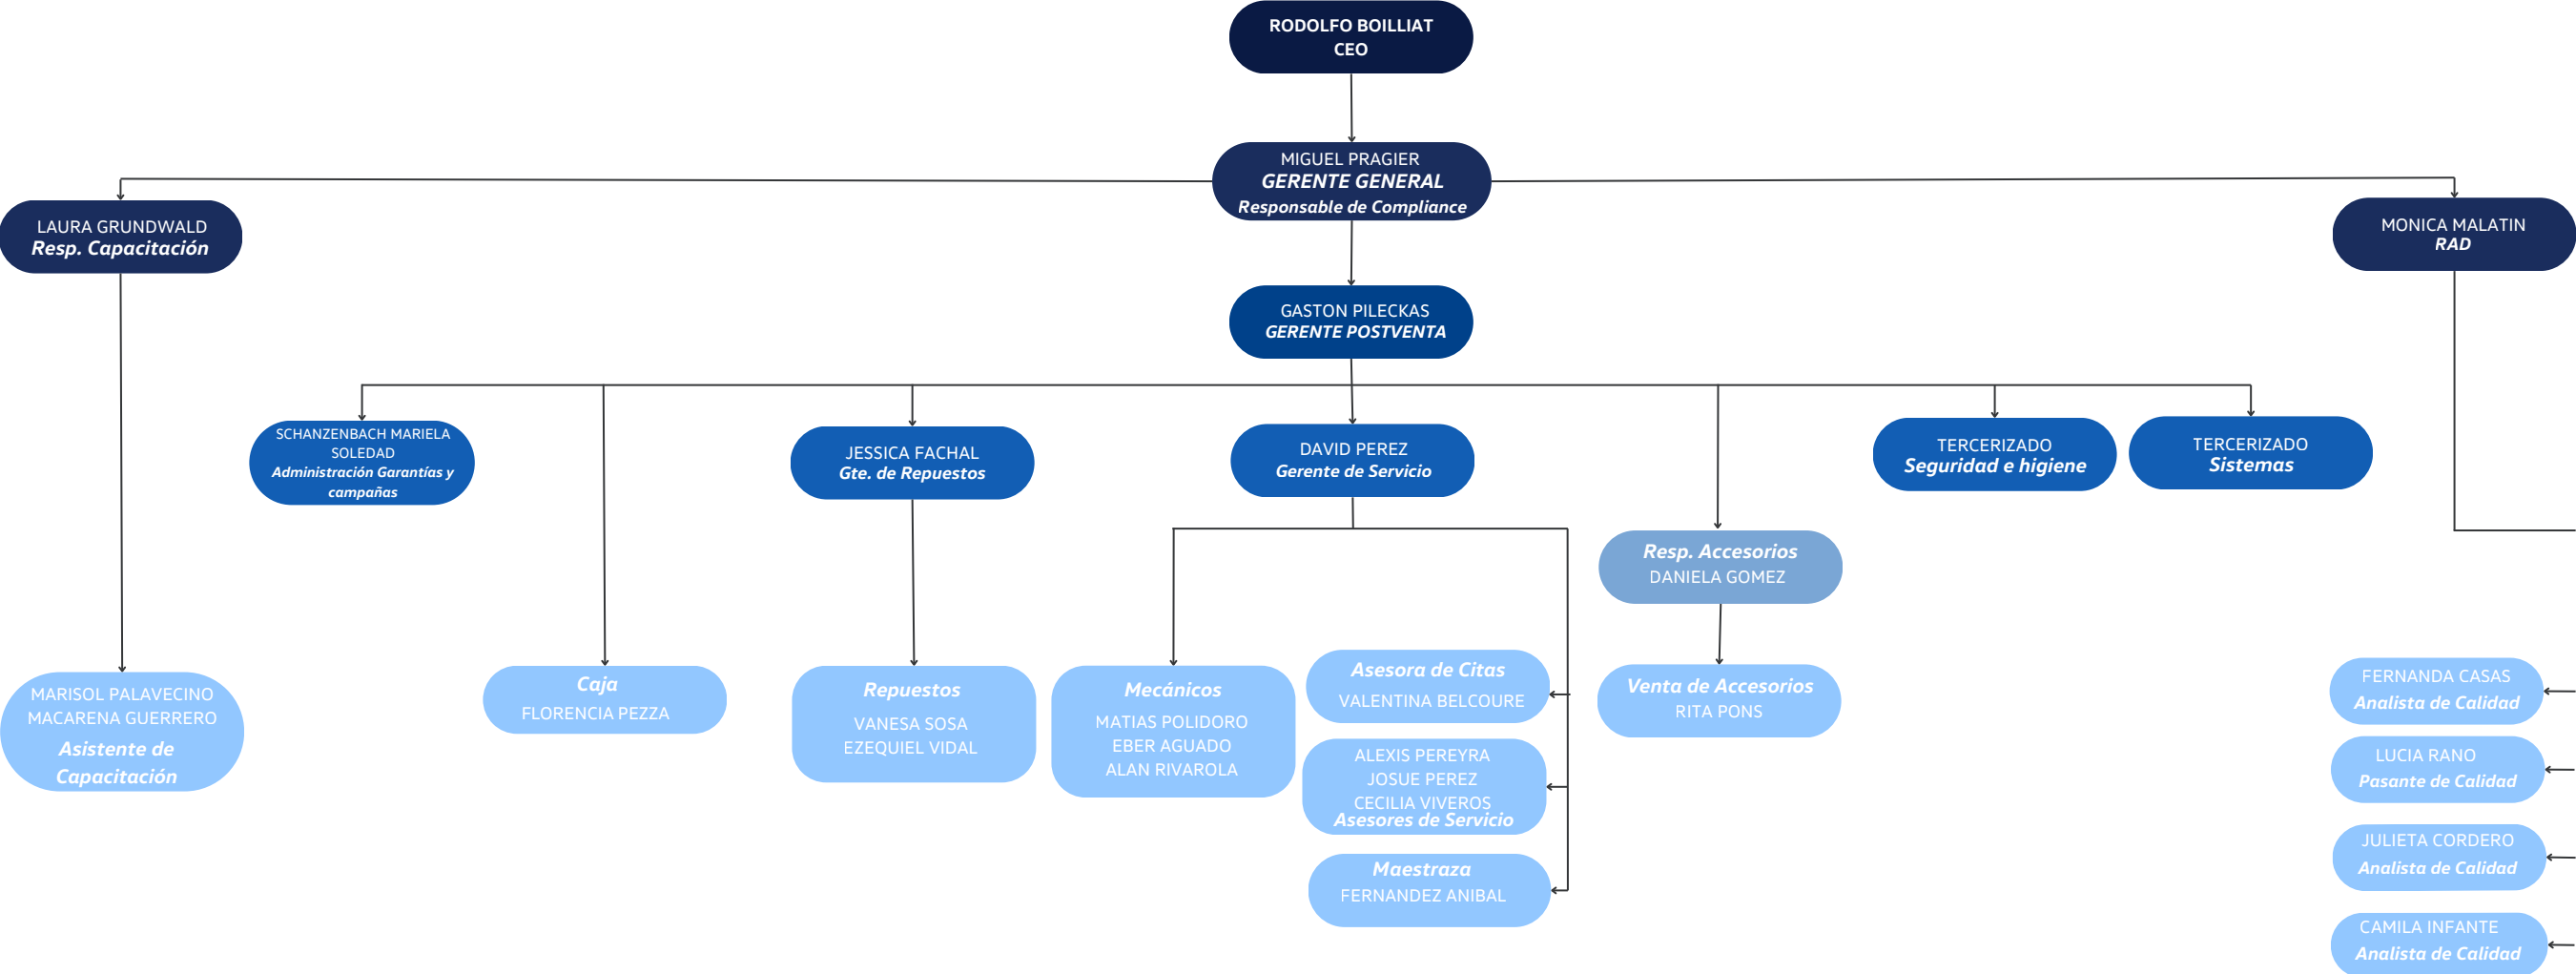 RODOLFO BOILLIAT
CEO
MIGUEL PRAGIER
GERENTE GENERAL
Responsable de Compliance
LAURA GRUNDWALD
Resp. Capacitación
MONICA MALATIN
RAD
GASTON PILECKAS
GERENTE POSTVENTA
SCHANZENBACH MARIELA
SOLEDAD
Administración Garantías y
campañas
JESSICA FACHAL
Gte. de Repuestos
DAVID PEREZ
Gerente de Servicio
TERCERIZADO
Seguridad e higiene
TERCERIZADO
Sistemas
Resp. Accesorios
DANIELA GOMEZ
MARISOL PALAVECINO
MACARENA GUERRERO
Asistente de
Capacitación
Caja
FLORENCIA PEZZA
Repuestos
VANESA SOSA
EZEQUIEL VIDAL
Mecánicos
MATIAS POLIDORO
EBER AGUADO
ALAN RIVAROLA
Asesora de Citas
VALENTINA BELCOURE
ALEXIS PEREYRA
JOSUE PEREZ
CECILIA VIVEROS
Asesores de Servicio
Maestraza
FERNANDEZ ANIBAL
Venta de Accesorios
RITA PONS
FERNANDA CASAS
Analista de Calidad
LUCIA RANO
Pasante de Calidad
JULIETA CORDERO
Analista de Calidad
CAMILA INFANTE
Analista de Calidad